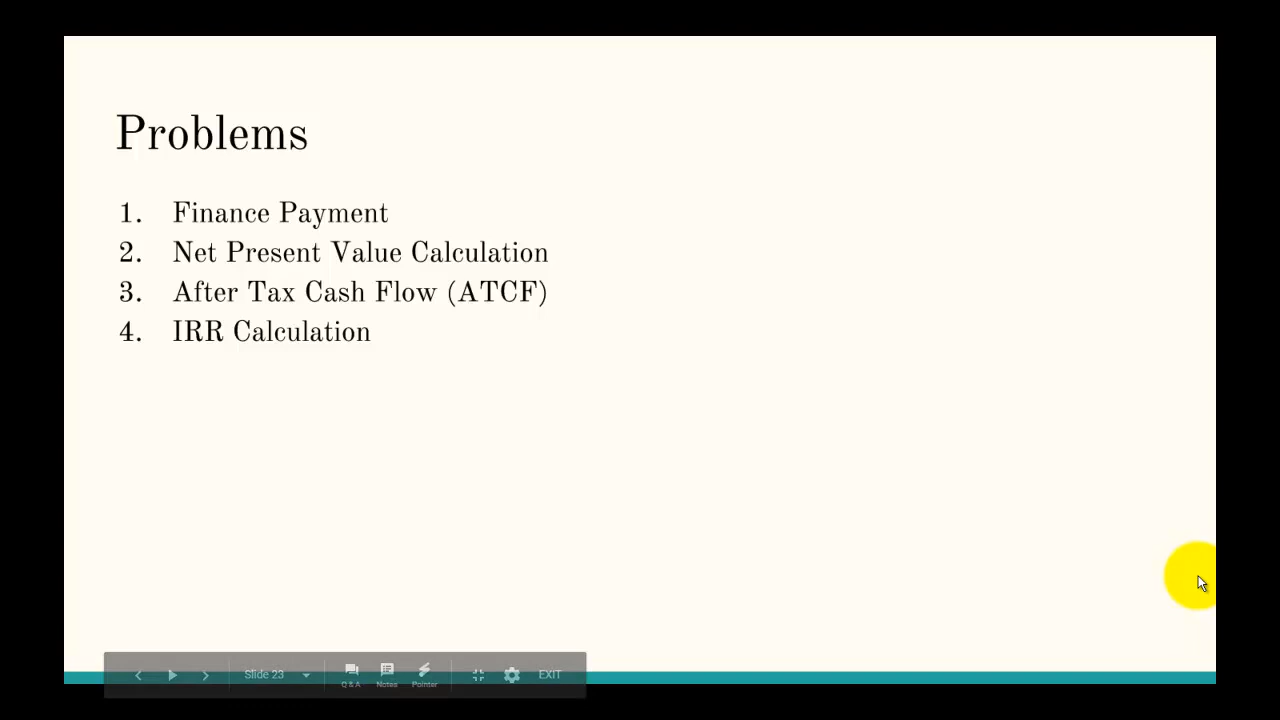 Problems
1. Finance Payment
2. Net Present Value Calculation
3. After Tax Cash Flow (ATCF)
4. IRR Calculation
Slide 23
Q & A Notes Pointer
EXIT